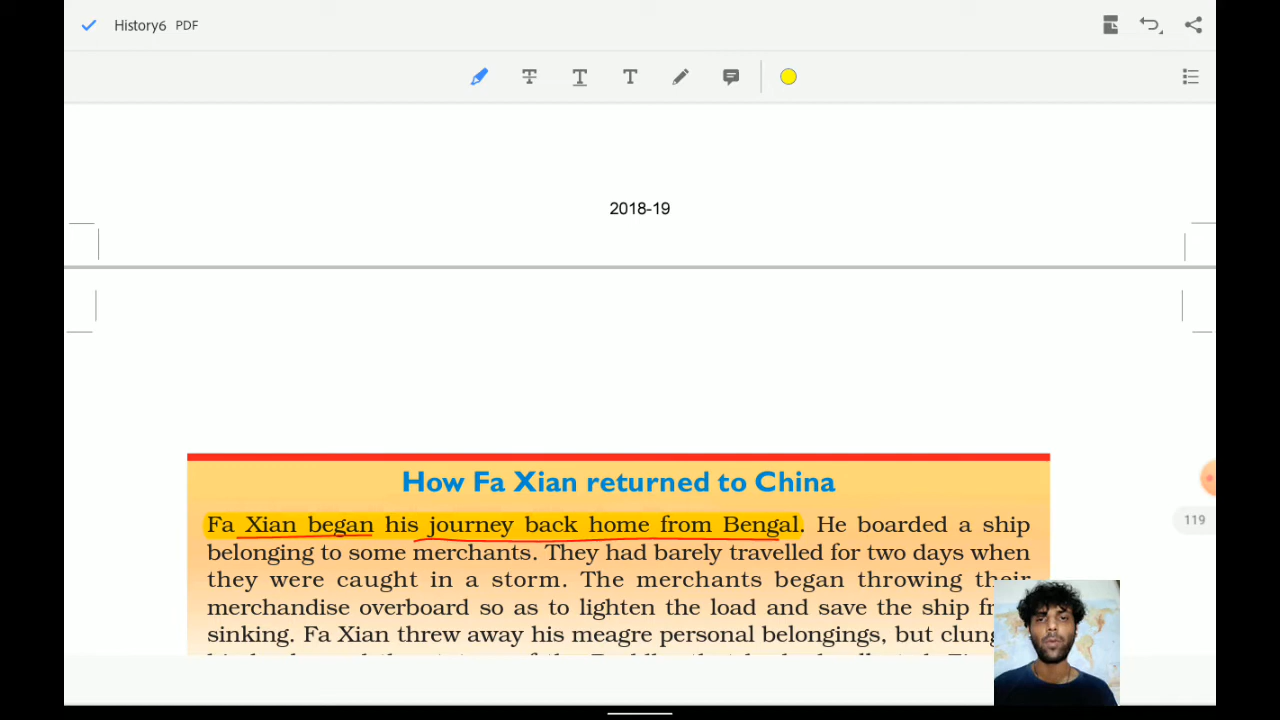 History6 PDF
2018-19
How Fa Xian returned to China
Fa Xian began his journey back home from Bengal. He boarded a ship
belonging to some merchants. They had barely travelled for two days when
they were caught in a storm. The merchants began throwing their
merchandise overboard so as to lighten the load and save the ship
sinking. Fa Xian threw away his meagre personal belongings, but
119